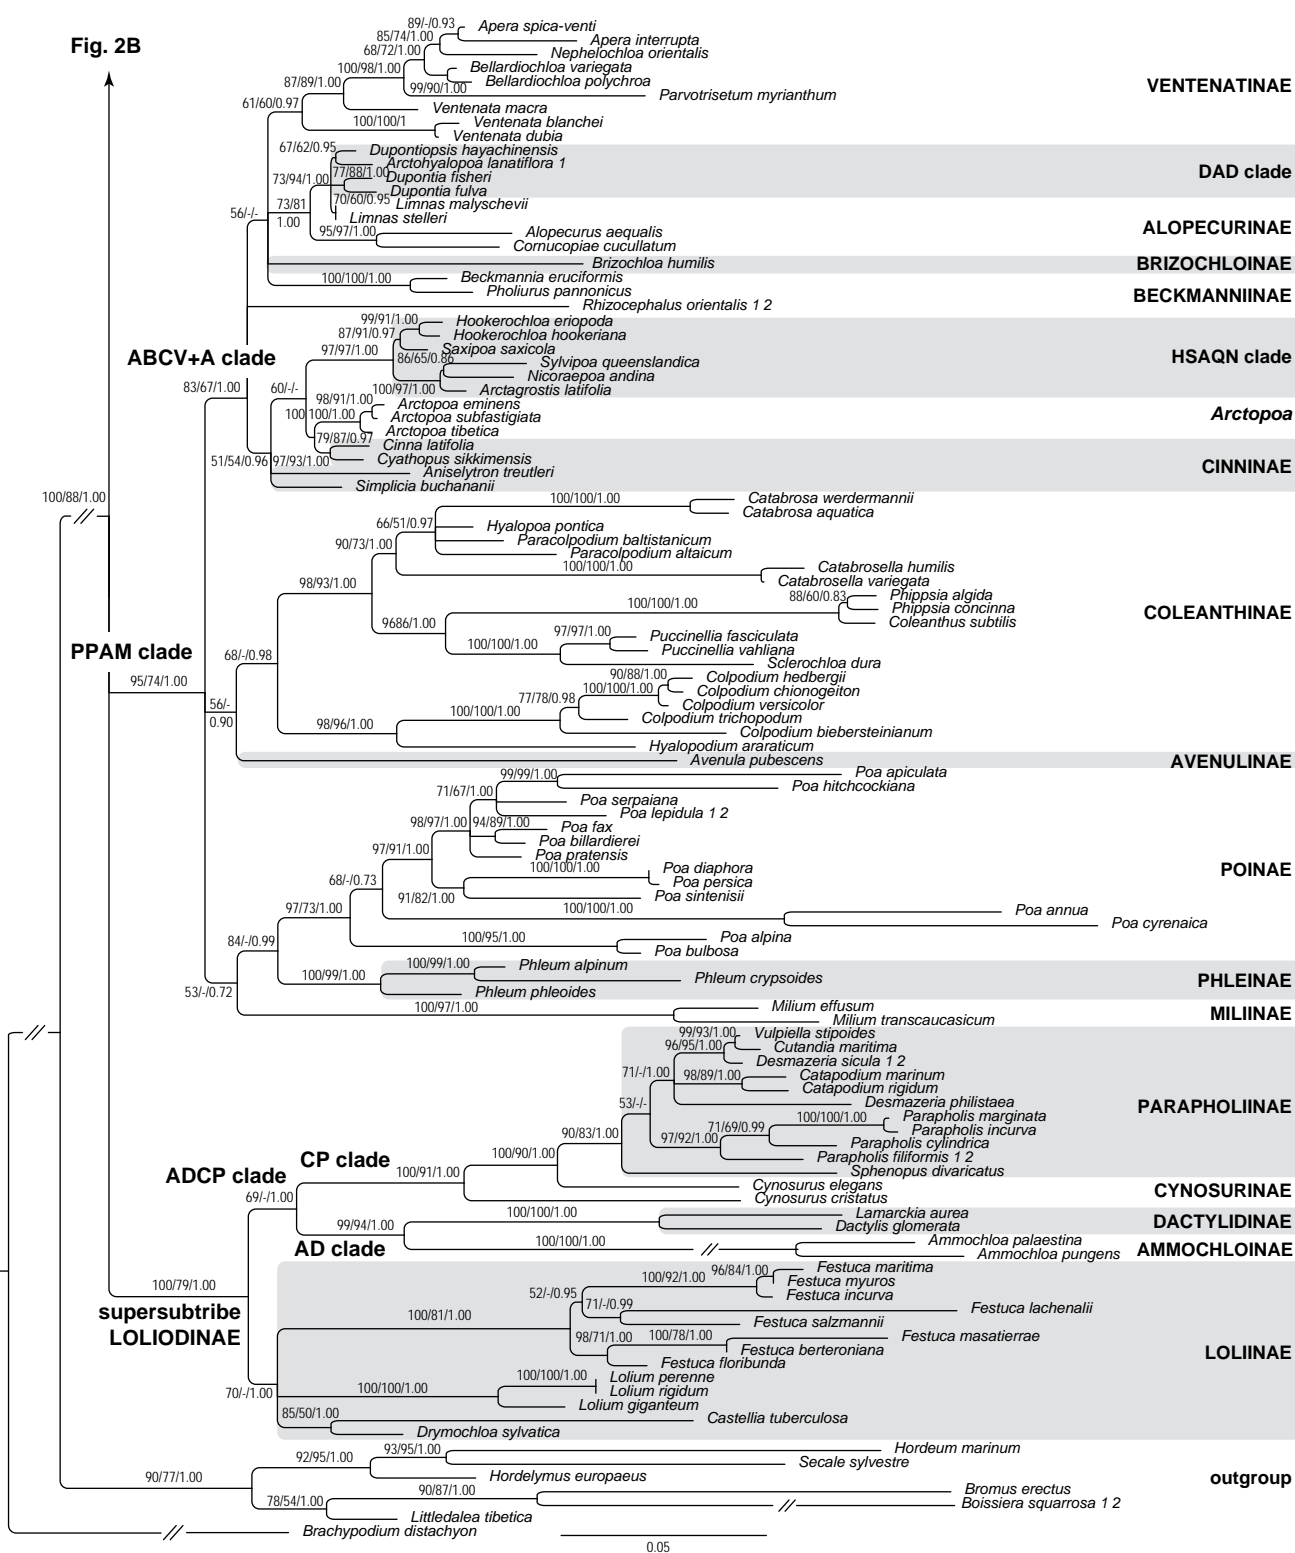 89/-/0.93
Apera spica-venti
85/74/1.00
Apera interrupta
Fig. 2B
68/72/1.00
Nephelochloa orientalis
100/98/1.00
Bellardiochloa variegata
Bellardiochloa polychroa
87/89/1.00
99/90/1.00
Parvotrisetum myrianthum
VENTENATINAE
61/60/0.97
Ventenata macra
100/100/1
Ventenata blanchei
Ventenata dubia
67/62/0.95
Dupontiopsis hayachinensis
Arctohyalopoa lanatiflora 1
77/88/1.00
DAD clade
73/94/1.00
Dupontia fisheri
Dupontia fulva
70/60/0.95
Limnas malyschevii
73/81
1.00
56/-/-
Limnas stelleri
95/97/1.00
Alopecurus aequalis
ALOPECURINAE
Cornucopiae cucullatum
Brizochloa humilis
BRIZOCHLOINAE
100/100/1.00
Beckmannia eruciformis
Pholiurus pannonicus
BECKMANNIINAE
Rhizocephalus orientalis 1 2
99/91/1.00
Hookerochloa eriopoda
87/91/0.97
Hookerochloa hookeriana
97/97/1.00
Saxipoa saxicola
ABCV+A clade
86/65/0.86
Sylvipoa queenslandica
HSAQN clade
Nicoraepoa andina
83/67/1.00
60/-/-
100/97/1.00
Arctagrostis latifolia
98/91/1.00
Arctopoa eminens
100 100/1.00
Arctopoa subfastigiata
Arctopoa
Arctopoa tibetica
79/87/0.97
Cinna latifolia
51/54/0.96
97/93/1.00
Cyathopus sikkimensis
CINNINAE
Aniselytron treutleri
Simplicia buchananii
100/88/1.00
100/100/1.00
Catabrosa werdermannii
Catabrosa aquatica
66/51/0.97
Hyalopoa pontica
90/73/1.00
Paracolpodium baltistanicum
Paracolpodium altaicum
100/100/1.00
Catabrosella humilis
98/93/1.00
Catabrosella variegata
88/60/0.83
Phippsia algida
100/100/1.00
Phippsia concinna
COLEANTHINAE
Coleanthus subtilis
9686/1.00
97/97/1.00
Puccinellia fasciculata
100/100/1.00
Puccinellia vahliana
PPAM clade
68/-/0.98
Sclerochloa dura
90/88/1.00
Colpodium hedbergii
95/74/1.00
100/100/1.00
Colpodium chionogeiton
77/78/0.98
Colpodium versicolor
56/-
0.90
100/100/1.00
Colpodium trichopodum
98/96/1.00
Colpodium biebersteinianum
Hyalopodium araraticum
Avenula pubescens
AVENULINAE
99/99/1.00
Poa apiculata
71/67/1.00
Poa hitchcockiana
Poa serpaiana
Poa lepidula 1 2
98/97/1.00
94/89/1.00
Poa fax
Poa billardierei
97/91/1.00
Poa pratensis
100/100/1.00
Poa diaphora
POINAE
68/-/0.73
Poa persica
91/82/1.00
Poa sintenisii
97/73/1.00
100/100/1.00
Poa annua
Poa cyrenaica
84/-/0.99
100/95/1.00
Poa alpina
Poa bulbosa
100/99/1.00
Phleum alpinum
100/99/1.00
Phleum crypsoides
PHLEINAE
53/-/0.72
Phleum phleoides
100/97/1.00
Milium effusum
MILIINAE
Milium transcaucasicum
99/93/1.00
Vulpiella stipoides
96/95/1.00
Cutandia maritima
Desmazeria sicula 1 2
71/-/1.00
98/89/1.00
Catapodium marinum
Catapodium rigidum
53/-/-
Desmazeria philistaea
PARAPHOLIINAE
100/100/1.00
Parapholis marginata
71/69/0.99
Parapholis incurva
90/83/1.00
97/92/1.00
Parapholis cylindrica
100/90/1.00
Parapholis filiformis 1 2
CP clade
100/91/1.00
Sphenopus divaricatus
ADCP clade
Cynosurus elegans
CYNOSURINAE
69/-/1.00
Cynosurus cristatus
100/100/1.00
Lamarckia aurea
99/94/1.00
Dactylis glomerata
DACTYLIDINAE
AD clade
100/100/1.00
Ammochloa palaestina
Ammochloa pungens
AMMOCHLOINAE
96/84/1.00
Festuca maritima
100/79/1.00
100/92/1.00
Festuca myuros
52/-/0.95
Festuca incurva
supersubtribe
LOLIODINAE
100/81/1.00
71/-/0.99
Festuca lachenalii
Festuca salzmannii
98/71/1.00
100/78/1.00
Festuca masatierrae
Festuca berteroniana
LOLIINAE
Festuca floribunda
100/100/1.00
Lolium perenne
70/-/1.00
100/100/1.00
Lolium rigidum
Lolium giganteum
85/50/1.00
Castellia tuberculosa
Drymochloa sylvatica
93/95/1.00
Hordeum marinum
92/95/1.00
Secale sylvestre
90/77/1.00
Hordelymus europaeus
outgroup
90/87/1.00
Bromus erectus
78/54/1.00
Boissiera squarrosa 1 2
Littledalea tibetica
Brachypodium distachyon
0.05